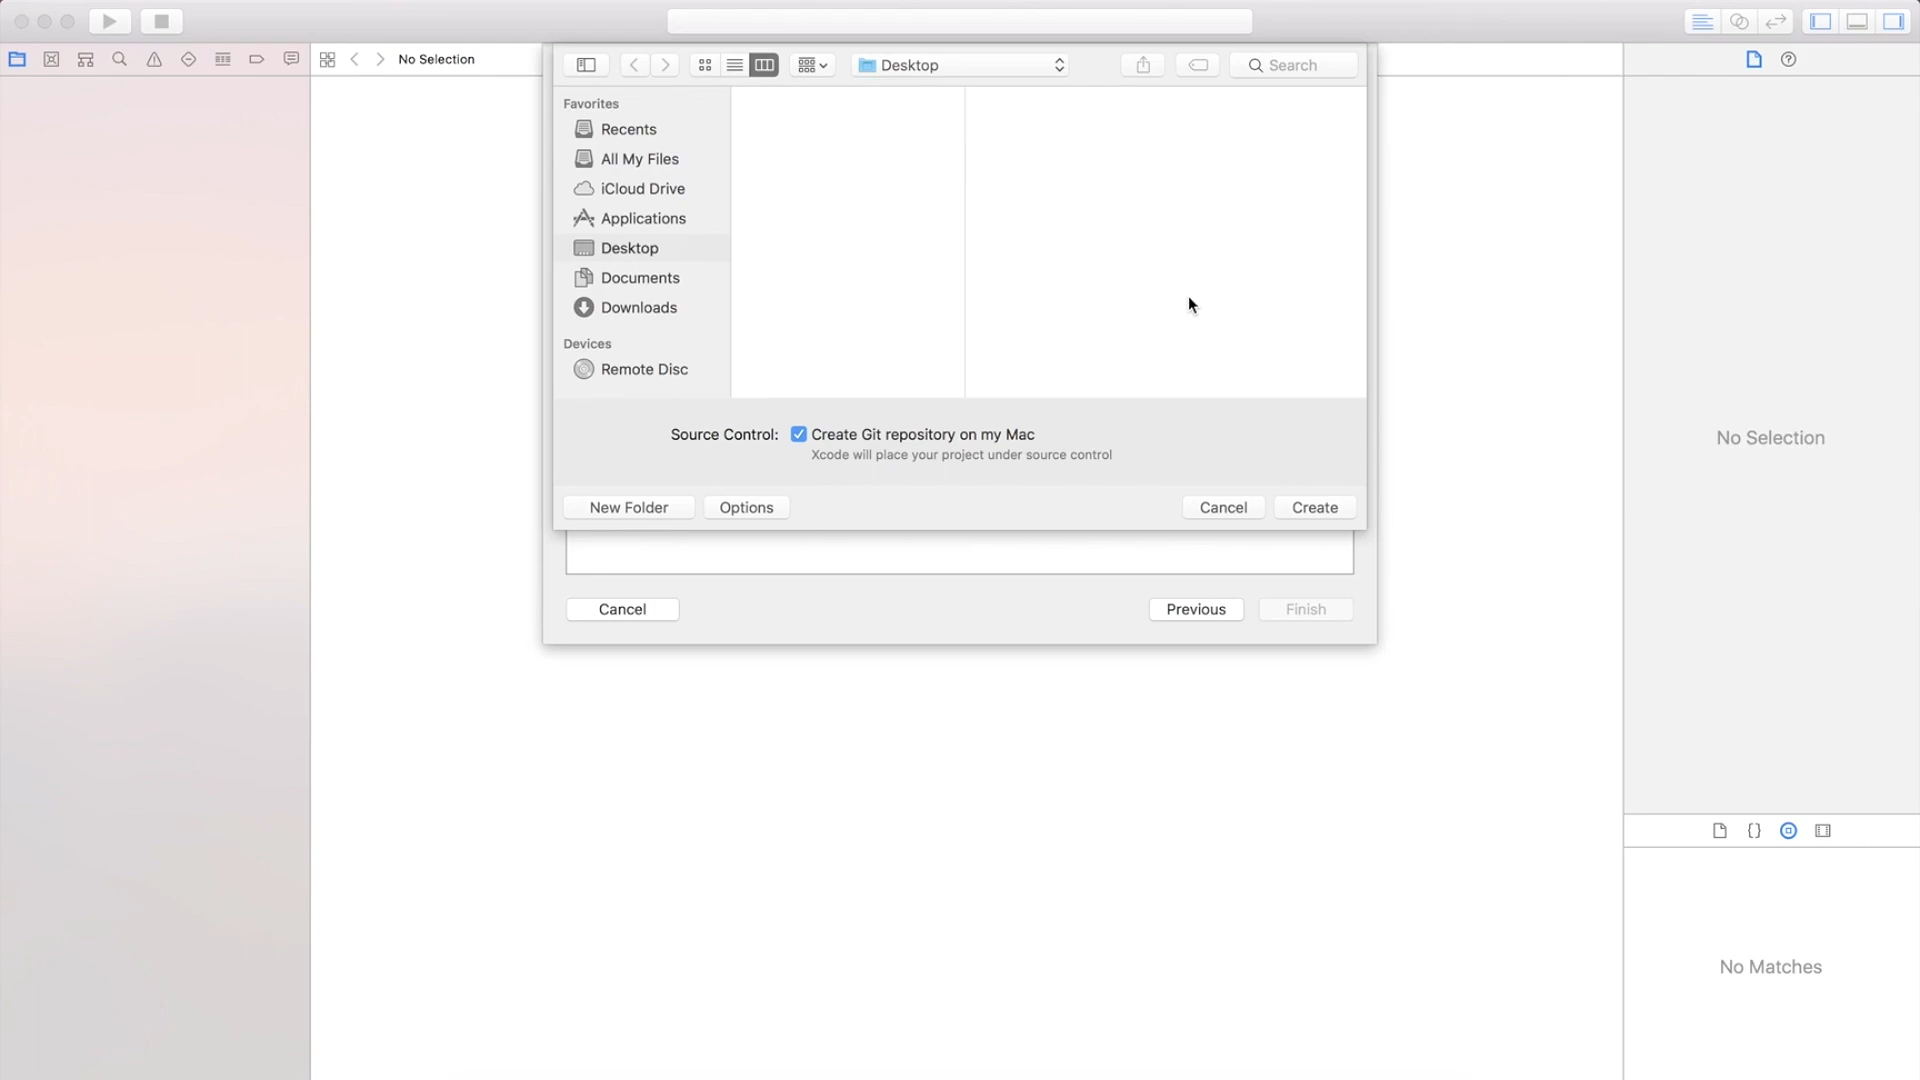 No Selection
Desktop
Search
Favorites
Recents
All My Files
iCloud Drive
Applications
Desktop
Documents
Downloads
Devices
Remote Disc
Source Control: Create Git repository on my Mac
Xcode will place your project under source control
New Folder Options Cancel Create
Cancel Previous Finish
No Selection
No Matches